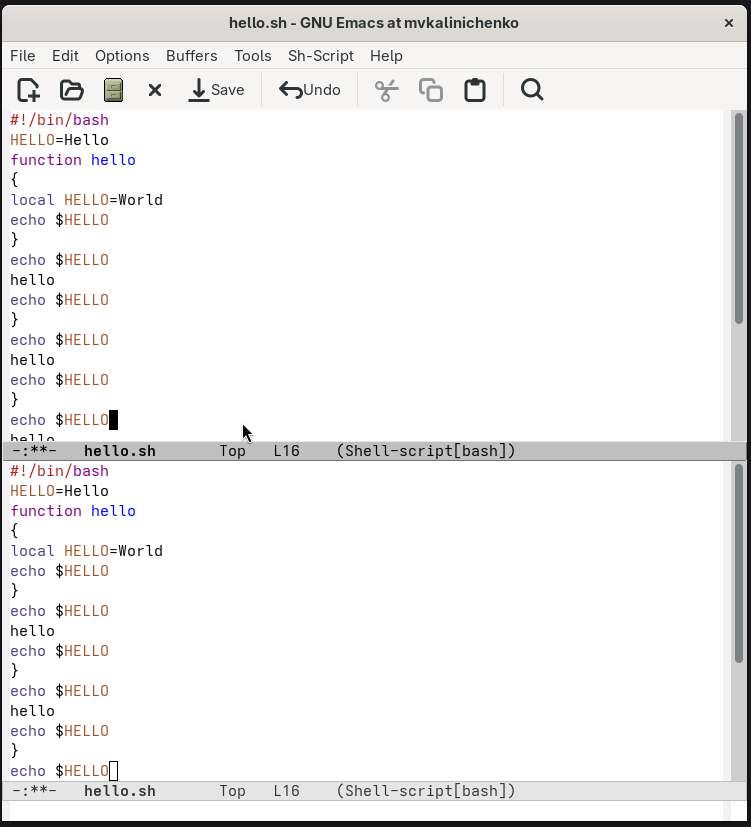 hello.sh - GNU Emacs at mvkalinichenko
File Edit Options Buffers Tools Sh-Script Help
Save Undo
#!/bin/bash
HELLO=Hello
function hello
{
local HELLO=World
echo $HELLO
}
echo $HELLO
hello
echo $HELLO
}
echo $HELLO
hello
echo $HELLO
}
echo $HELLO
hello
-:**- hello.sh Top L16 (Shell-script[bash])
#!/bin/bash
HELLO=Hello
function hello
{
local HELLO=World
echo $HELLO
}
echo $HELLO
hello
echo $HELLO
}
echo $HELLO
hello
echo $HELLO
}
echo $HELLO
-:**- hello.sh Top L16 (Shell-script[bash])